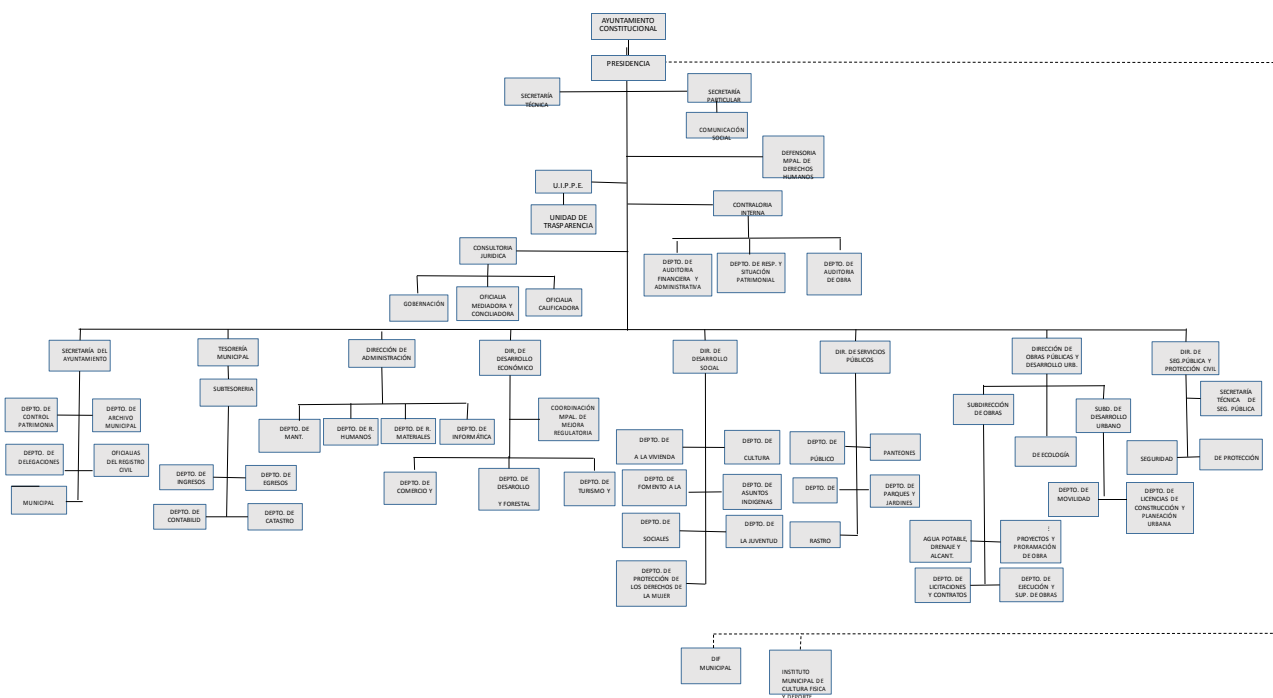 AYUNTAMIENTO
CONSTITUCIONAL
PRESIDENCIA
SECRETARÍA
TÉCNICA
SECRETARÍA
PARTICULAR
COMUNICACIÓN
SOCIAL
DEFENSORIA
MPAL. DE
DERECHOS
HUMANOS
U.I.P.P.E.
UNIDAD DE
TRASPARENCIA
CONTRALORIA
INTERNA
DEPTO. DE
AUDITORIA
FINANCIERA Y
ADMINISTRATIVA
DEPTO. DE RESP. Y
SITUACIÓN
PATRIMONIAL
DEPTO. DE
AUDITORIA
DE OBRA
CONSULTORIA
JURIDICA
GOBERNACIÓN
OFICIALIA
MEDIADORA Y
CONCILIADORA
OFICIALIA
CALIFICADORA
SECRETARÍA DEL
AYUNTAMIENTO
DEPTO. DE
CONTROL
PATRIMONIA
DEPTO. DE
ARCHIVO
MUNICIPAL
DEPTO. DE
DELEGACIONES
OFICIALIAS
DEL REGISTRO
CIVIL
MUNICIPAL
TESORERÍA
MUNICIPAL
SUBTESORERIA
DEPTO. DE
INGRESOS
DEPTO. DE
EGRESOS
DEPTO. DE
CONTABILID
DEPTO. DE
CATASTRO
DIRECCIÓN DE
ADMINISTRACIÓN
DEPTO. DE
MANT.
DEPTO. DE R.
HUMANOS
DEPTO. DE R.
MATERIALES
DEPTO. DE
INFORMÁTICA
DIR, DE
DESARROLLO
ECONÓMICO
COORDINACIÓN
MPAL. DE
MEJORA
REGULATORIA
DEPTO. DE
COMERCIO Y
DEPTO. DE
DESAROLLO
Y FORESTAL
DEPTO. DE
TURISMO Y
DIR. DE
DESARROLLO
SOCIAL
DEPTO. DE
A LA VIVIENDA
DEPTO. DE
CULTURA
DEPTO. DE
FOMENTO A LA
DEPTO. DE
ASUNTOS
INDIGENAS
DEPTO. DE
SOCIALES
DEPTO. DE
LA JUVENTUD
DEPTO. DE
PROTECCIÓN DE
LOS DERECHOS DE
LA MUJER
DIR. DE SERVICIOS
PÚBLICOS
DEPTO. DE
PÚBLICO
PANTEONES
DEPTO. DE
DEPTO. DE
PARQUES Y
JARDINES
RASTRO
DIRECCIÓN DE
OBRAS PÚBLICAS Y
DESARROLLO URB.
SUBDIRECCIÓN
DE OBRAS
DE ECOLOGÍA
SUBD. DE
DESARROLLO
URBANO
DEPTO. DE
MOVILIDAD
DEPTO. DE
LICENCIAS DE
CONSTRUCCIÓN Y
PLANEACIÓN
URBANA
AGUA POTABLE,
DRENAJE Y
ALCANT.
:
PROYECTOS Y
PRORAMACIÓN
DE OBRA
DEPTO. DE
LICITACIONES
Y CONTRATOS
DEPTO. DE
EJECUCIÓN Y
SUP. DE OBRAS
DIR. DE
SEG.PÚBLICA Y
PROTECCIÓN CIVIL
SECRETARÍA
TÉCNICA DE
SEG. PÚBLICA
SEGURIDAD
DE PROTECCIÓN
DIF
MUNICIPAL
INSTITUTO
MUNICIPAL DE
CULTURA FISICA
Y DEPORTE